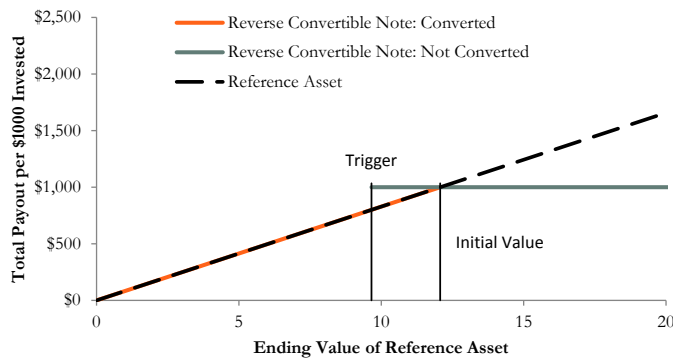 $2,500
$2,000
$1,500
$1,000
$500
$0
Total Payout per $1000 Invested
Reverse Convertible Note: Converted
Reverse Convertible Note: Not Converted
Reference Asset
Trigger
Initial Value
0 5 10 15 20
Ending Value of Reference Asset